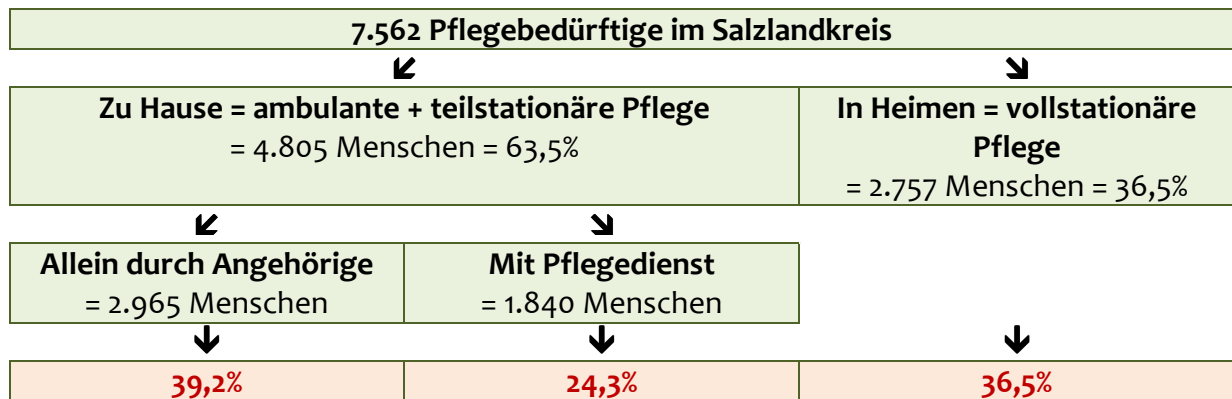 7.562 Pflegebedürftige im Salzlandkreis
Zu Hause = ambulante + teilstationäre Pflege
= 4.805 Menschen = 63,5%
In Heimen = vollstationäre
Pflege
= 2.757 Menschen = 36,5%
Allein durch Angehörige
= 2.965 Menschen
Mit Pflegedienst
= 1.840 Menschen
39,2%
24,3%
36,5%